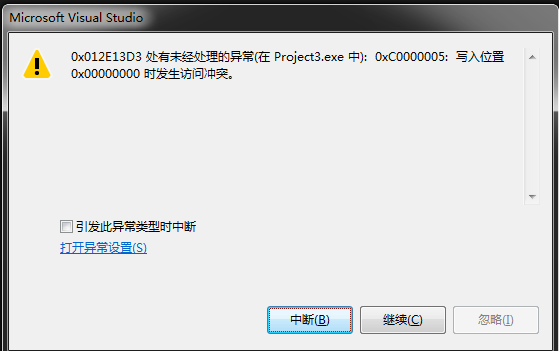 Microsoft Visual Studio
0x012E13D3 处有未经处理的异常(在 Project3.exe 中): 0xC0000005: 写入位置
0x00000000 时发生访问冲突。
引发此异常类型时中断
打开异常设置(S)
中断(B)
继续(C)
忽略(I)